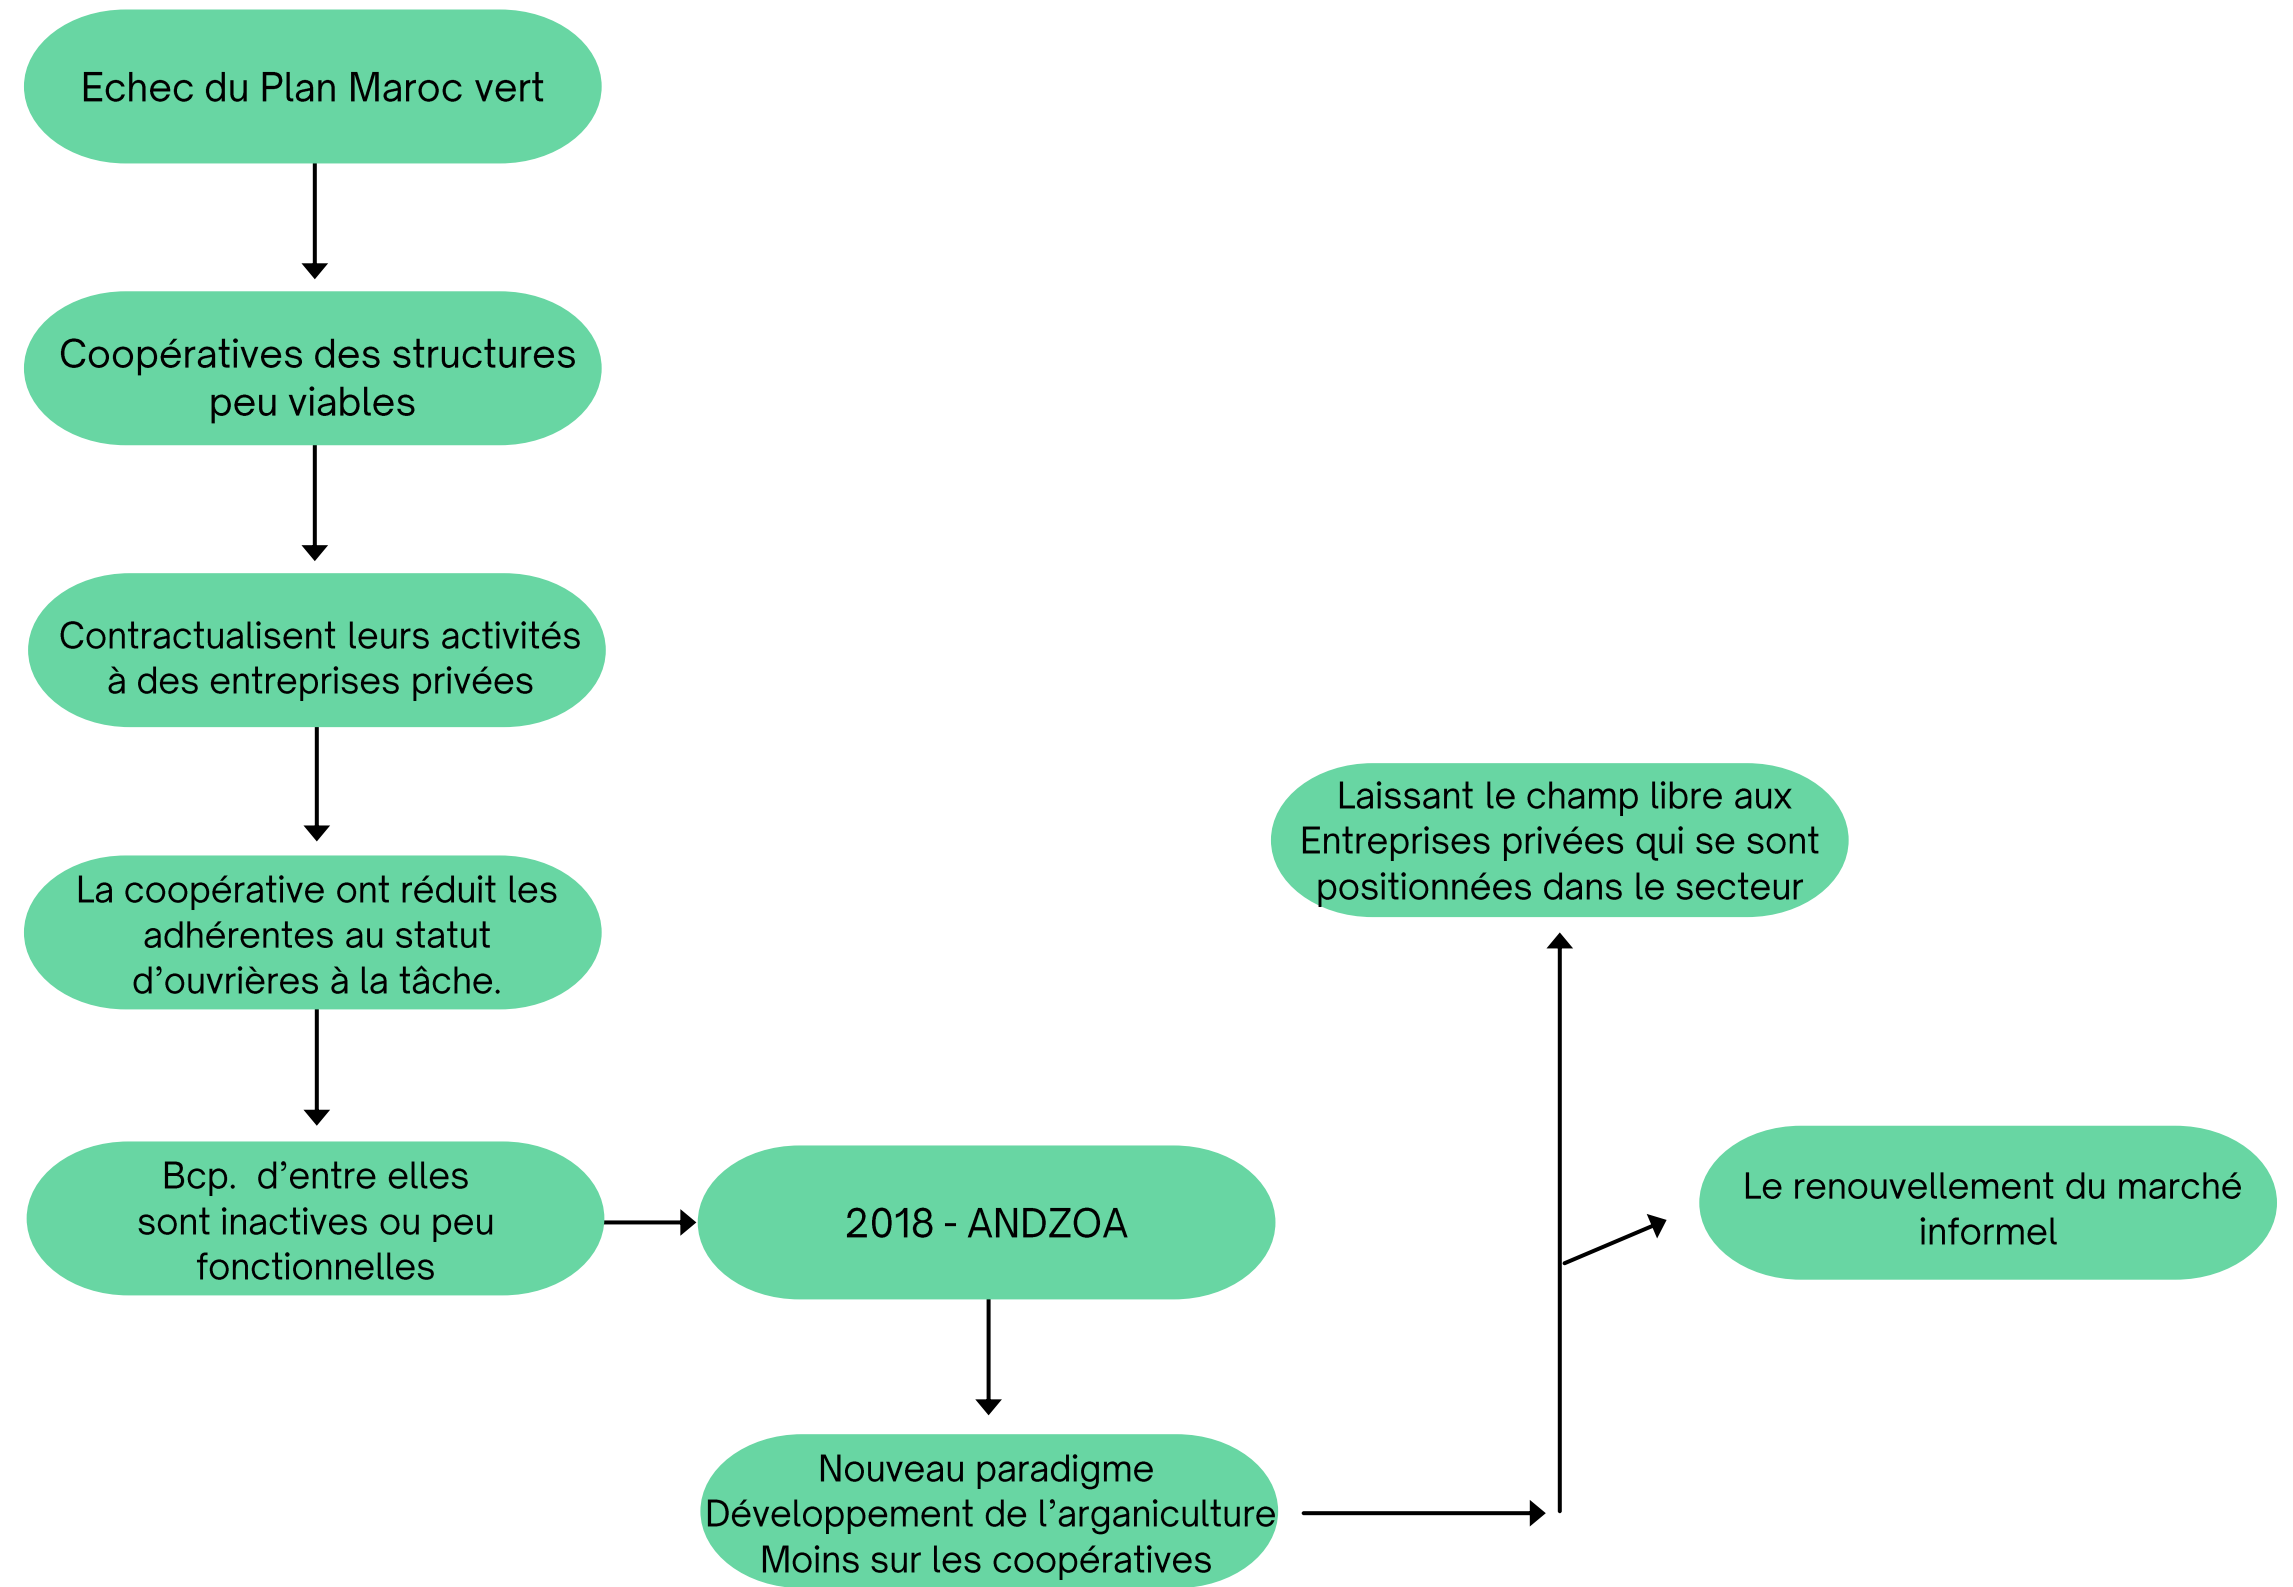 Echec du Plan Maroc vert
Coopératives des structures
peu viables
Contractualisent leurs activités
à des entreprises privées
La coopérative ont réduit les
adhérentes au statut
d’ouvrières à la tâche.
Bcp.  d’entre elles
sont inactives ou peu
fonctionnelles
2018 - ANDZOA
Nouveau paradigme
Développement de l’arganiculture
Moins sur les coopératives
Laissant le champ libre aux
Entreprises privées qui se sont
positionnées dans le secteur
Le renouvellement du marché
informel